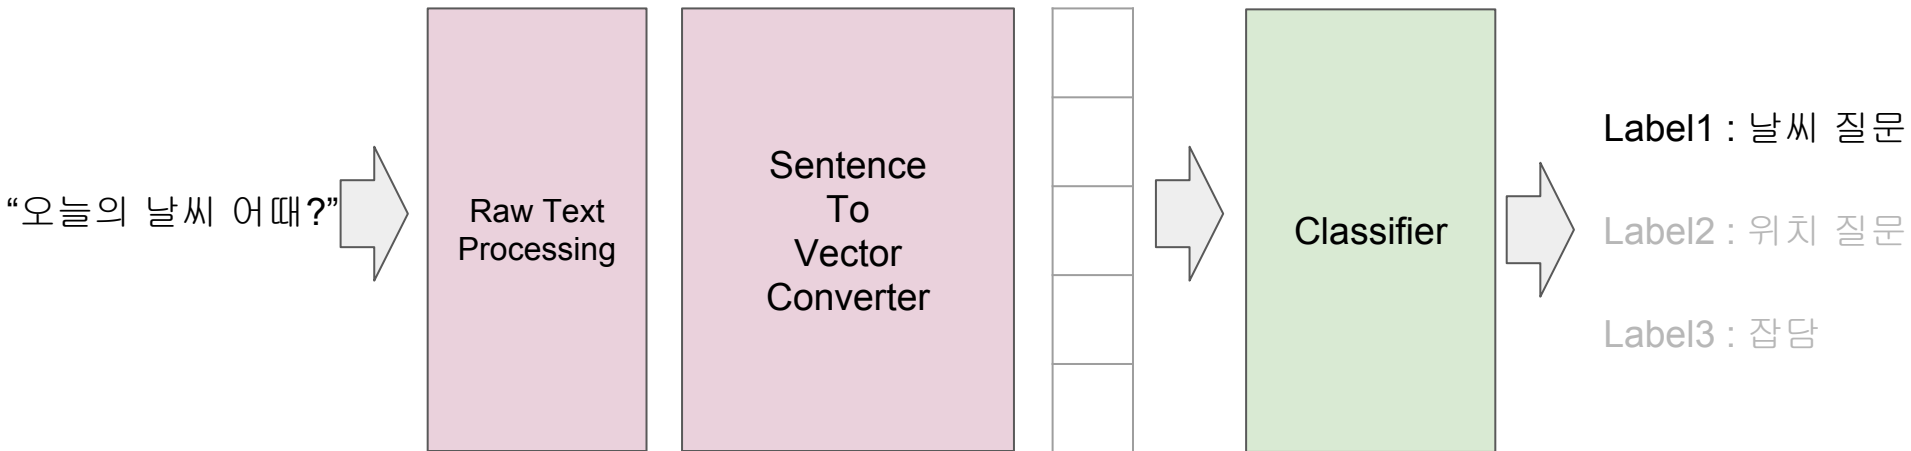 “오늘의 날씨 어때?”
Raw Text
Processing
Sentence
To
Vector
Converter
Classifier
Label1 : 날씨 질문
Label2 : 위치 질문
Label3 : 잡담